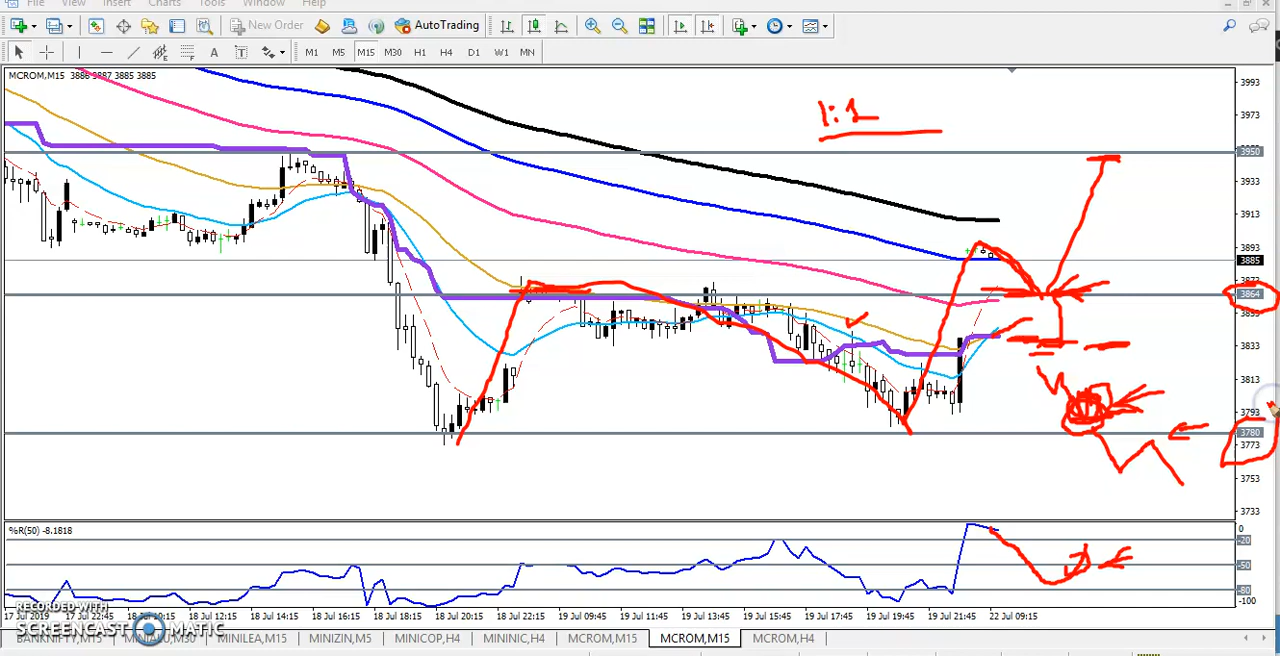 File View Insert Charts Tools Window Help
New Order AutoTrading
A T M1 M5 M15 M30 H1 H4 D1 W1 MN
MCROM,M15 3886 3887 3885 3885
1:1
3993
3973
3950
3933
3913
3893
3885
3872
3864
3833
3813
3793
3780
3773
3753
3733
%R(50) -8.1818
0
-20
-50
-80
-100
17 Jul 2019 17 Jul 22:45 18 Jul 10:15 18 Jul 12:15 18 Jul 14:15 18 Jul 16:15 18 Jul 18:15 18 Jul 20:15 18 Jul 22:15 19 Jul 09:45 19 Jul 11:45 19 Jul 13:45 19 Jul 15:45 19 Jul 17:45 19 Jul 19:45 19 Jul 21:45 22 Jul 09:15
RECORDED WITH
SCREENCAST MATIC
BANKNIFTY,M15 MINIALU,M30 MINILEA,M15 MINIZIN,M5 MINICOP,H4 MININIC,H4 MCROM,M15 MCROM,M15 MCROM,H4